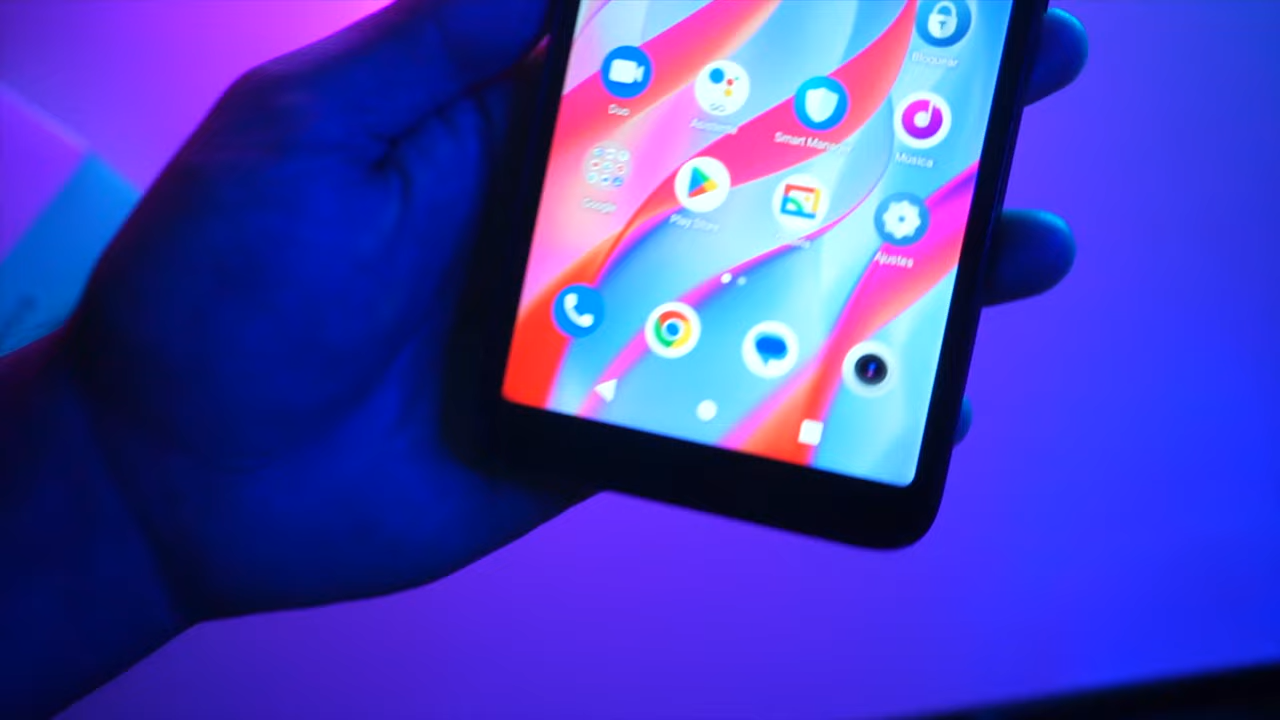 Bloquear
Duo
Smart Manager
Música
Google
Play Store
Ajustes